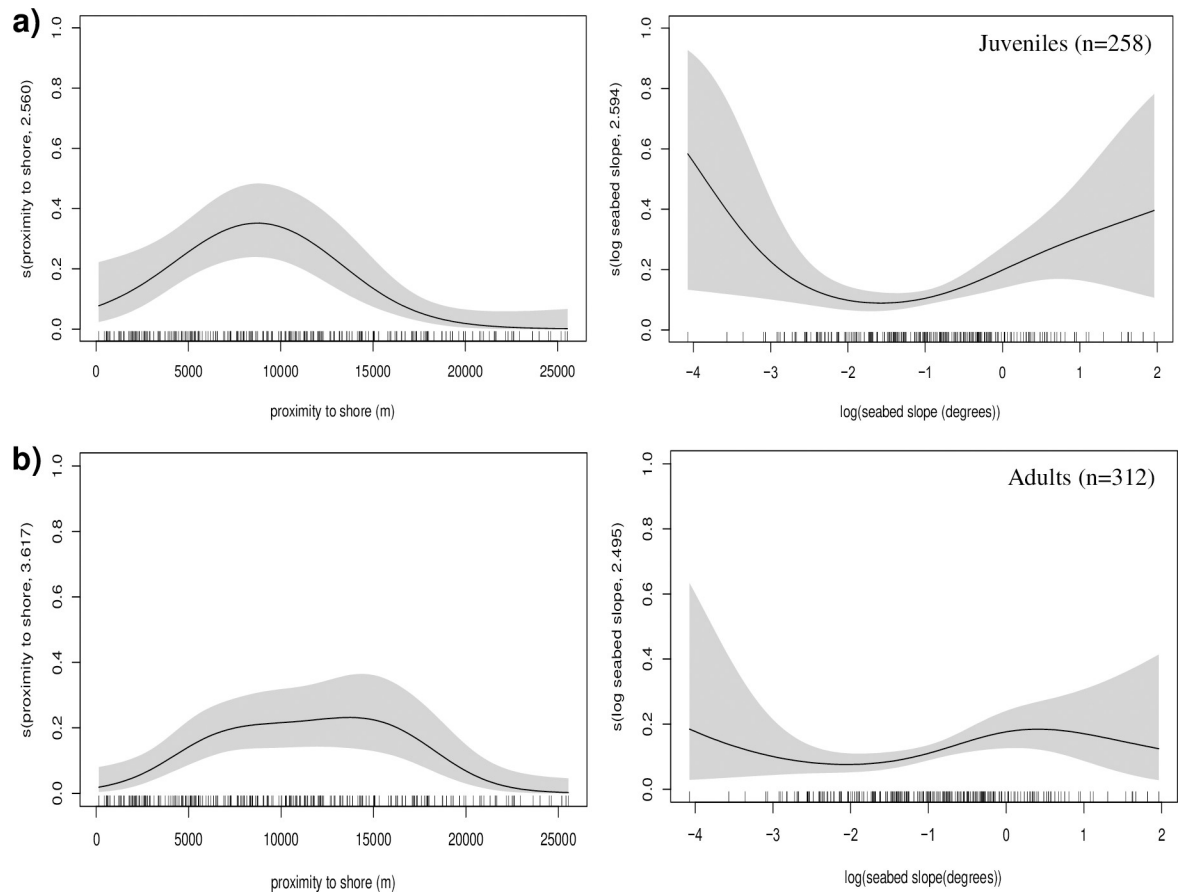 a)
Juveniles (n=258)
s(proximity to shore, 2.560)
0.0 0.2 0.4 0.6 0.8 1.0
0 5000 10000 15000 20000 25000
proximity to shore (m)
s(log seabed slope, 2.594)
0.0 0.2 0.4 0.6 0.8 1.0
−4 −3 −2 −1 0 1 2
log(seabed slope (degrees))
b)
Adults (n=312)
s(proximity to shore, 3.617)
0.0 0.2 0.4 0.6 0.8 1.0
0 5000 10000 15000 20000 25000
proximity to shore (m)
s(log seabed slope, 2.495)
0.0 0.2 0.4 0.6 0.8 1.0
−4 −3 −2 −1 0 1 2
log(seabed slope(degrees))